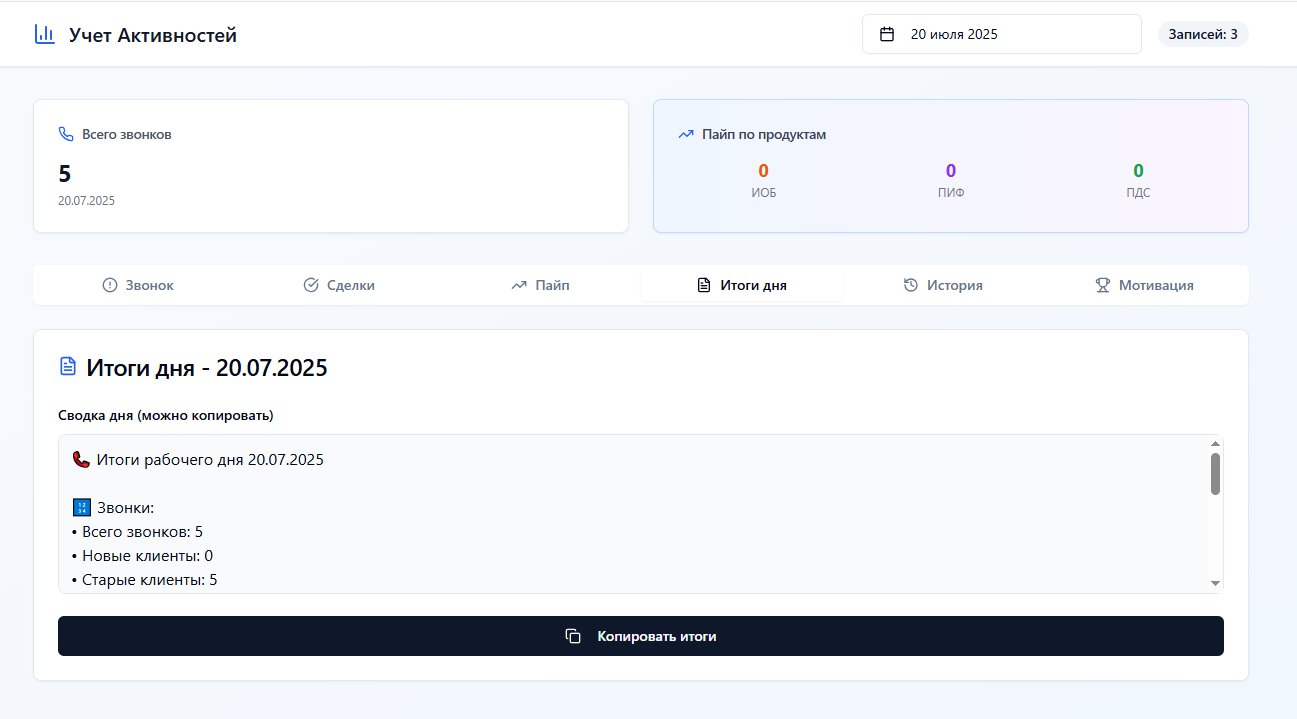 Учет Активностей
20 июля 2025
Записей: 3
Всего звонков
5
20.07.2025
Пайп по продуктам
0 0 0
ИОБ ПИФ ПДС
Звонок Сделки Пайп Итоги дня История Мотивация
Итоги дня - 20.07.2025
Сводка дня (можно копировать)
📞 Итоги рабочего дня 20.07.2025
🔢 Звонки:
• Всего звонков: 5
• Новые клиенты: 0
• Старые клиенты: 5
Копировать итоги